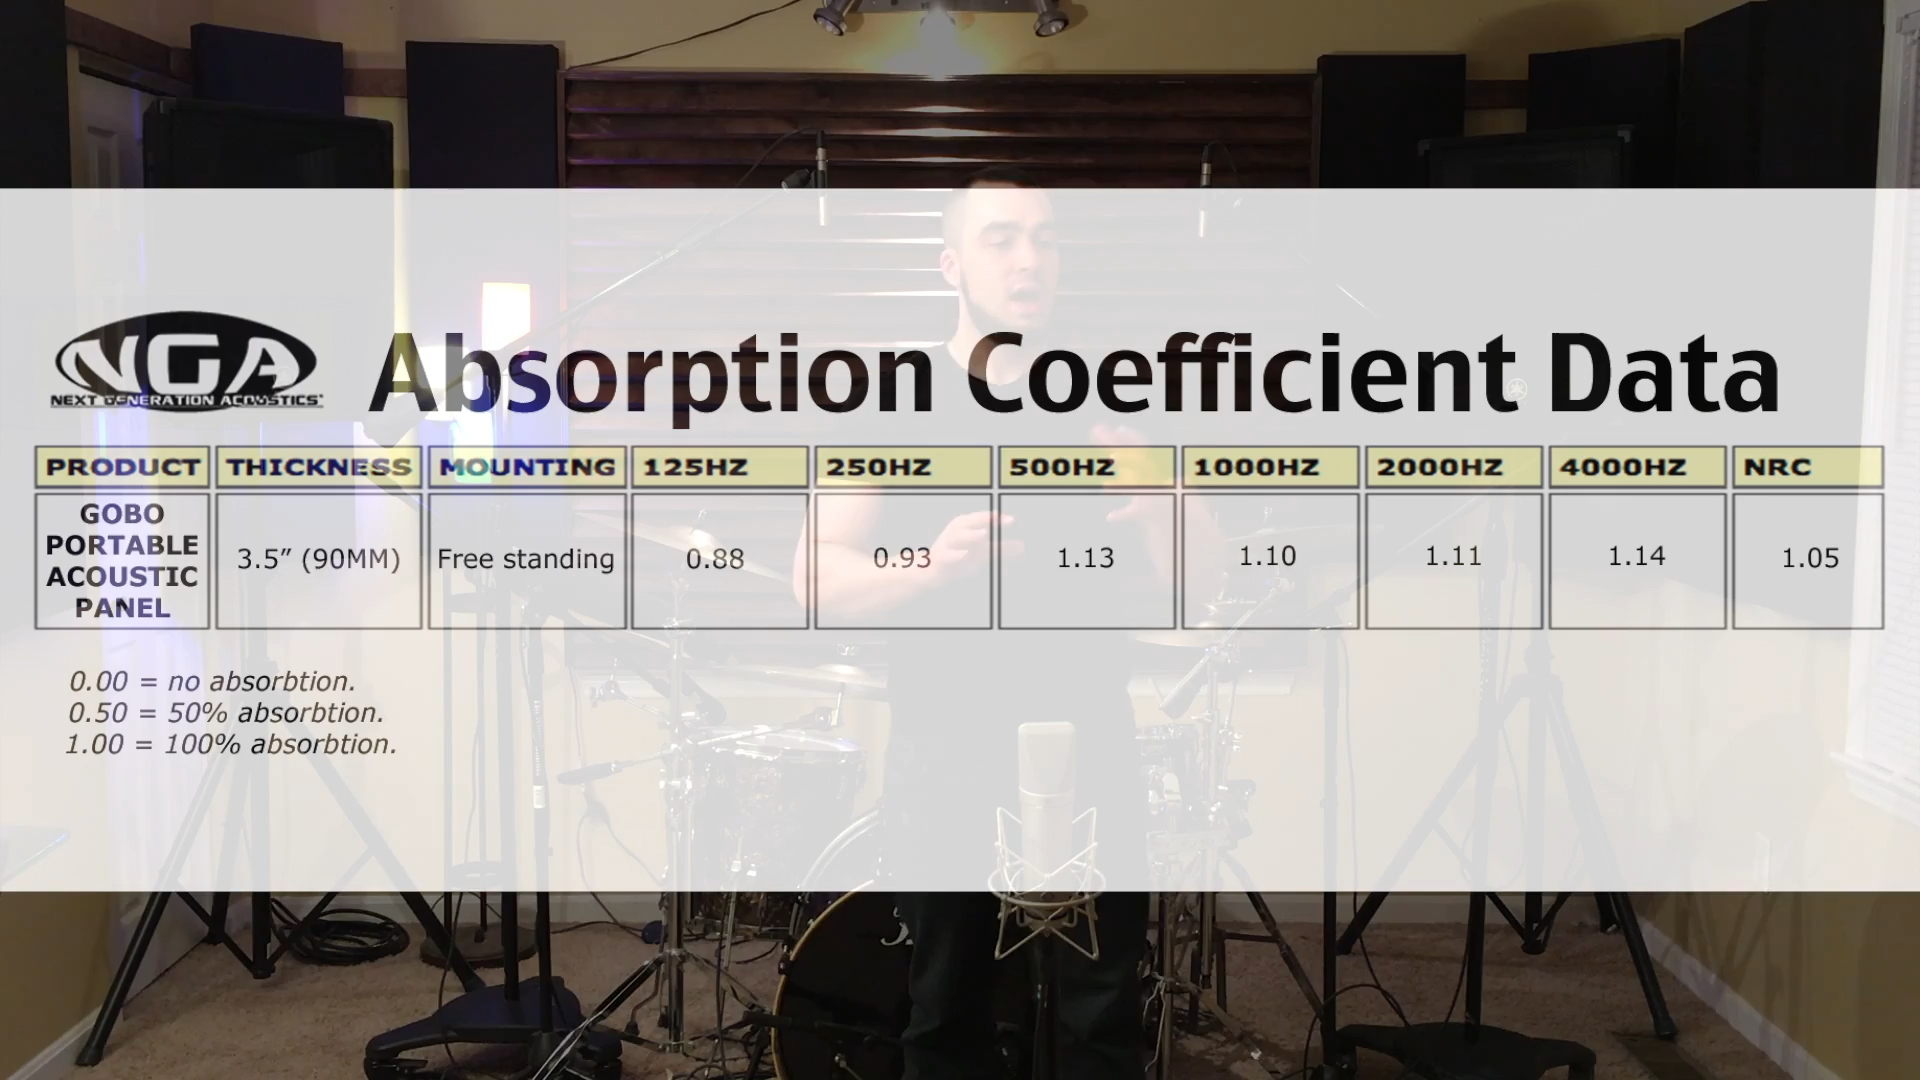 NGA
NEXT GENERATION ACOUSTICS
Absorption Coefficient Data
PRODUCT THICKNESS MOUNTING 125HZ 250HZ 500HZ 1000HZ 2000HZ 4000HZ NRC
GOBO
PORTABLE
ACOUSTIC
PANEL
3.5” (90MM) Free standing 0.88 0.93 1.13 1.10 1.11 1.14 1.05
0.00 = no absorbtion.
0.50 = 50% absorbtion.
1.00 = 100% absorbtion.